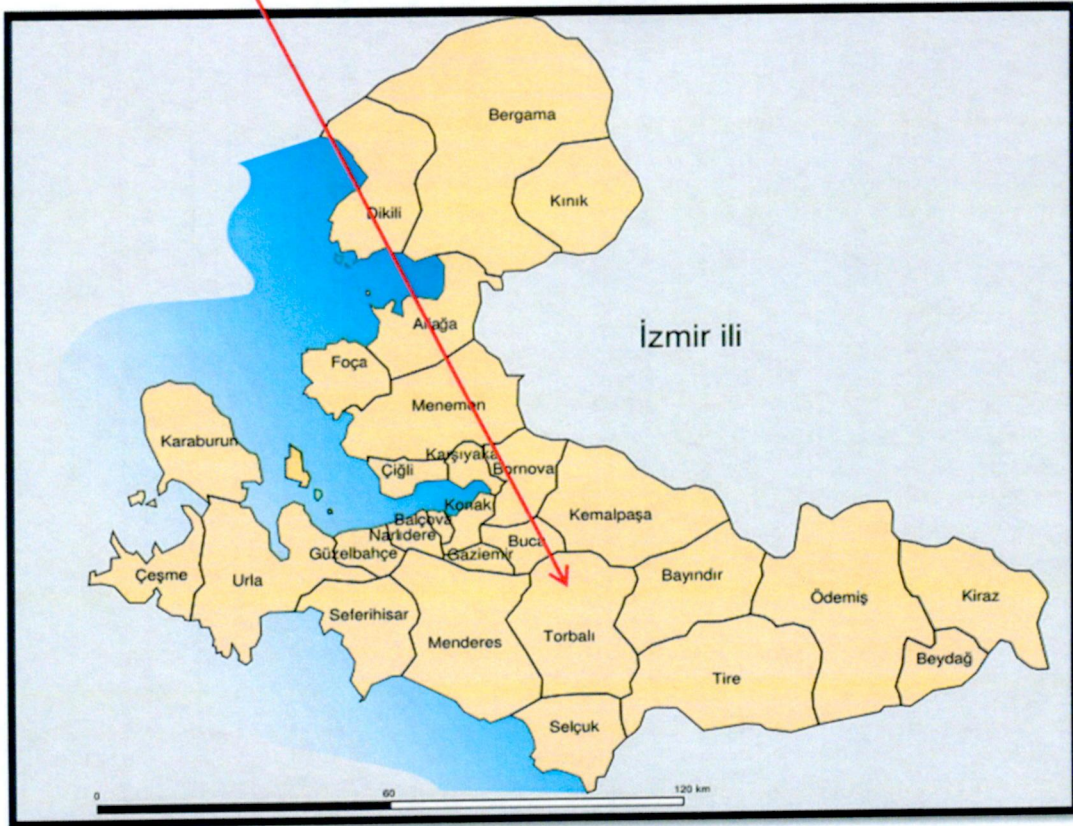 Bergama
Kınık
Dikili
Aliağa
İzmir ili
Foça
Menemen
Karaburun
Karşıyaka
Çiğli
Bornova
Konak
Kemalpaşa
Balçova
Narlıdere
Buca
Güzelbahçe
Gaziemir
Çeşme
Urla
Bayındır
Ödemiş
Kiraz
Seferihisar
Menderes
Torbalı
Beydağ
Tire
Selçuk
0 60 120 km